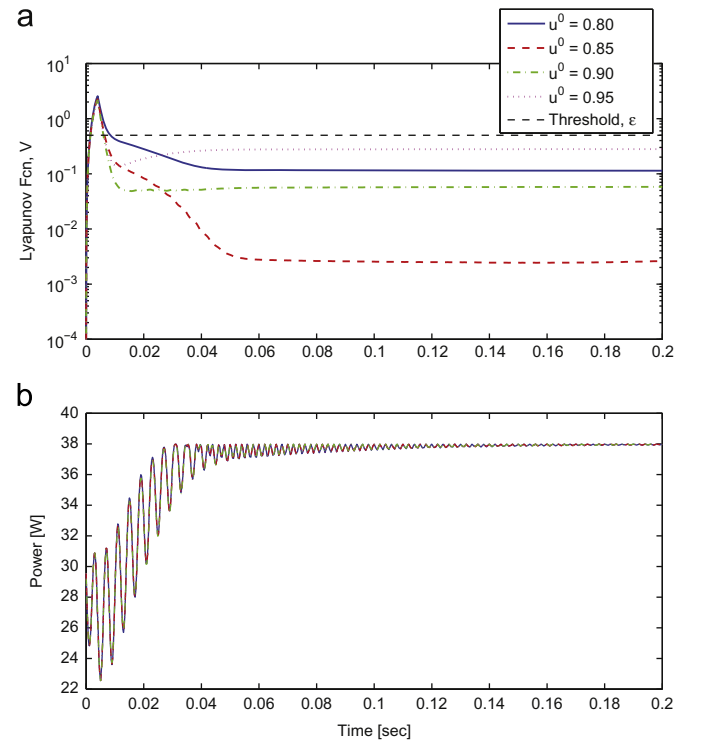 a
u⁰ = 0.80
u⁰ = 0.85
u⁰ = 0.90
u⁰ = 0.95
Threshold, ε
Lyapunov Fcn, V
10¹
10⁰
10⁻¹
10⁻²
10⁻³
10⁻⁴
0 0.02 0.04 0.06 0.08 0.1 0.12 0.14 0.16 0.18 0.2
b
Power [W]
40
38
36
34
32
30
28
26
24
22
0 0.02 0.04 0.06 0.08 0.1 0.12 0.14 0.16 0.18 0.2
Time [sec]